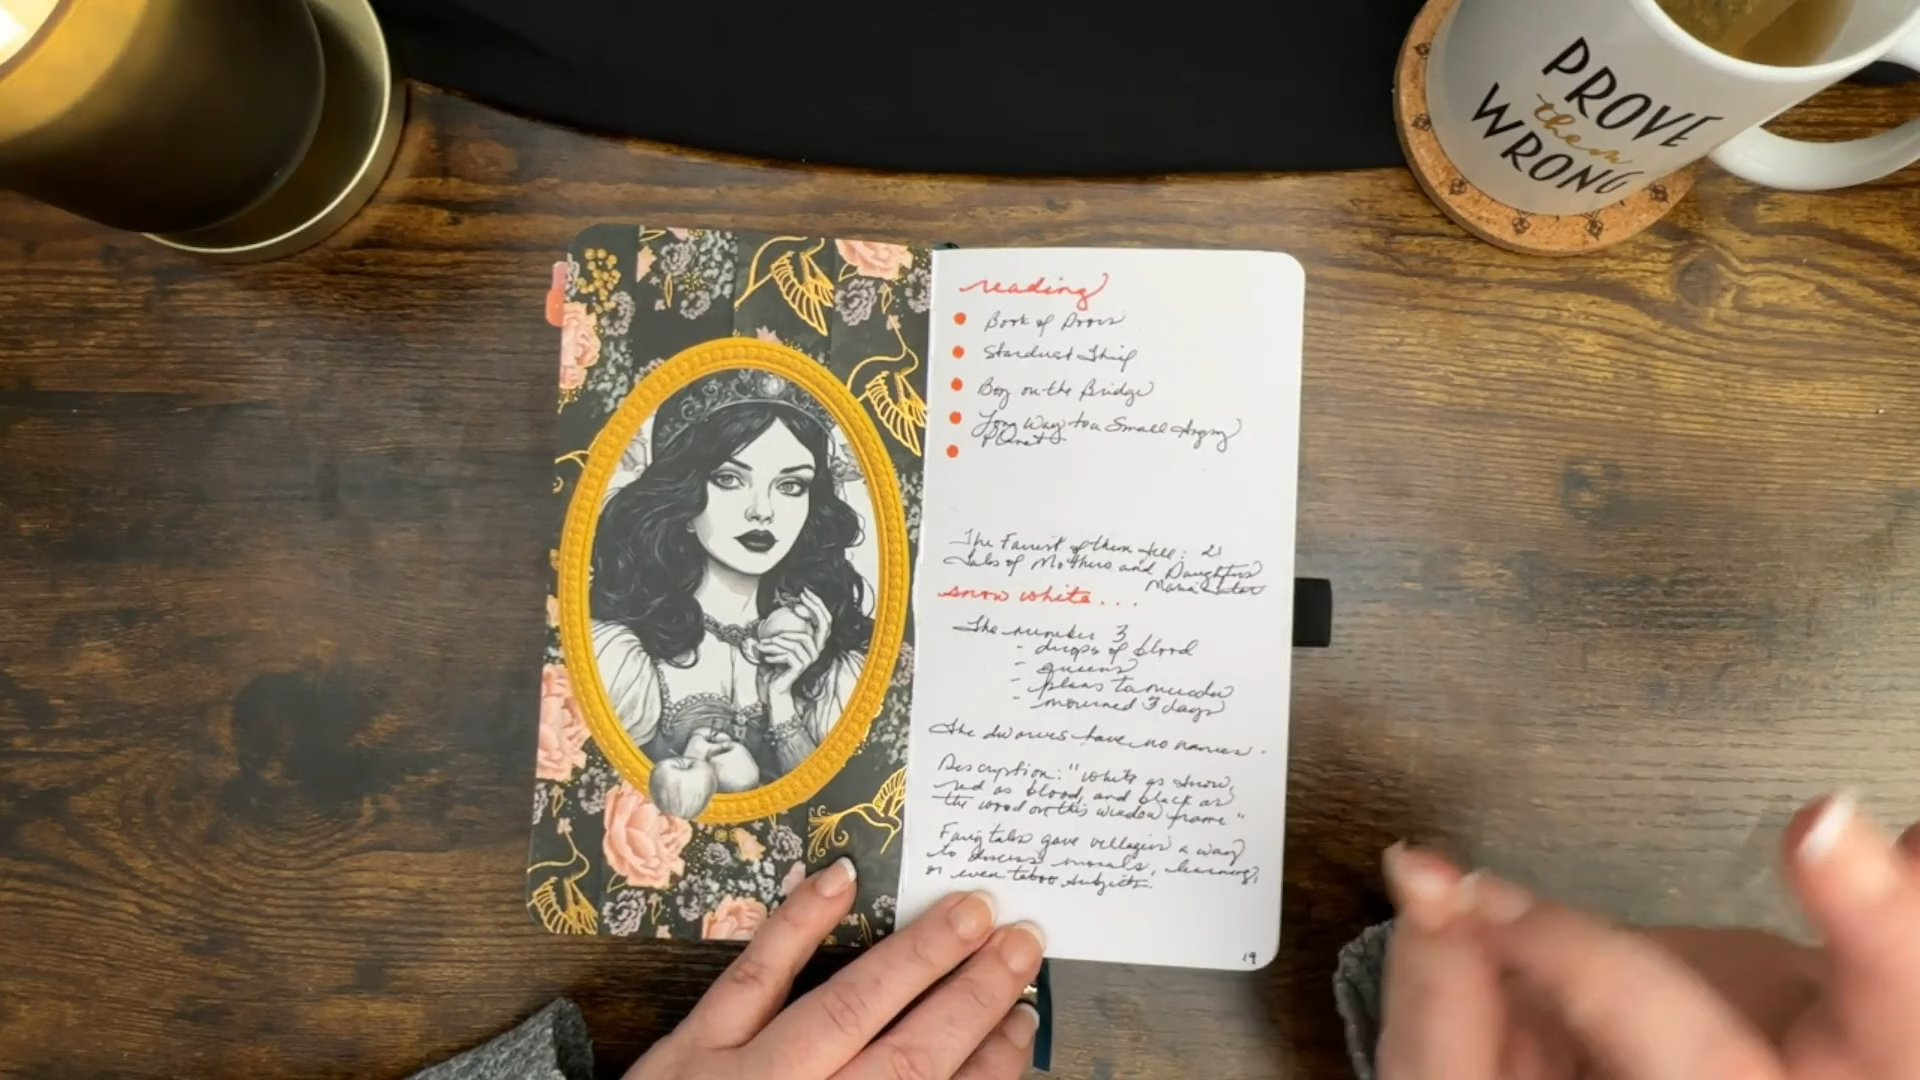 PROVE
them
WRONG
reading
Book of Doors
Stardust Thief
Boy on the Bridge
Long Way to a Small Angry
Planet
The Fairest of them All: 21
Tales of Mothers and Daughters
Maria Tatar
snow white...
The number 3
- drops of blood
- queens
- plans to murder
- mourned 3 days
The dwarves have no names.
Description: "white as snow,
red as blood, and black as
the wood on this window frame"
Fairy tales gave villagers a way
to discuss morals, learning,
or even taboo subjects.
19